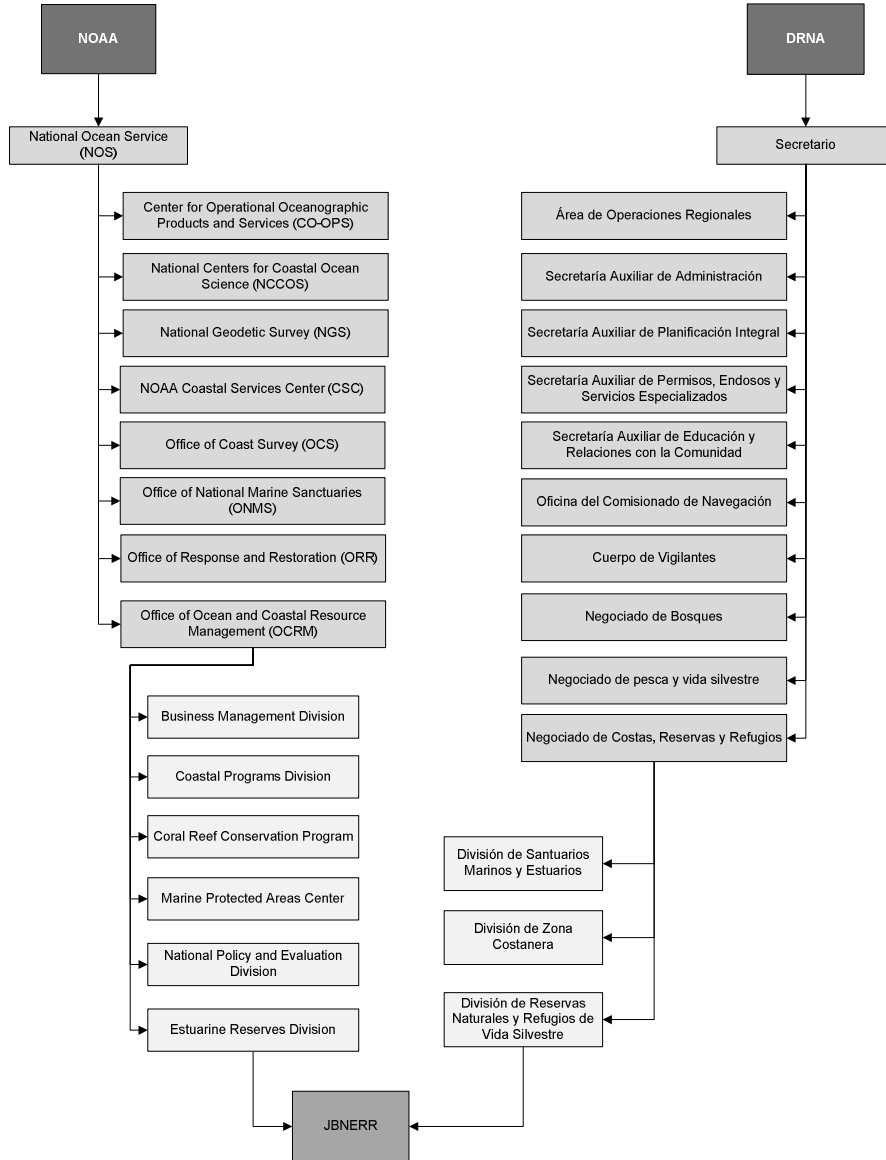 NOAA
National Ocean Service
(NOS)
Center for Operational Oceanographic
Products and Services (CO-OPS)
National Centers for Coastal Ocean
Science (NCCOS)
National Geodetic Survey (NGS)
NOAA Coastal Services Center (CSC)
Office of Coast Survey (OCS)
Office of National Marine Sanctuaries
(ONMS)
Office of Response and Restoration (ORR)
Office of Ocean and Coastal Resource
Management (OCRM)
Business Management Division
Coastal Programs Division
Coral Reef Conservation Program
Marine Protected Areas Center
National Policy and Evaluation
Division
Estuarine Reserves Division
DRNA
Secretario
Área de Operaciones Regionales
Secretaría Auxiliar de Administración
Secretaría Auxiliar de Planificación Integral
Secretaría Auxiliar de Permisos, Endosos y
Servicios Especializados
Secretaría Auxiliar de Educación y
Relaciones con la Comunidad
Oficina del Comisionado de Navegación
Cuerpo de Vigilantes
Negociado de Bosques
Negociado de pesca y vida silvestre
Negociado de Costas, Reservas y Refugios
División de Santuarios
Marinos y Estuarios
División de Zona
Costanera
División de Reservas
Naturales y Refugios de
Vida Silvestre
JBNERR